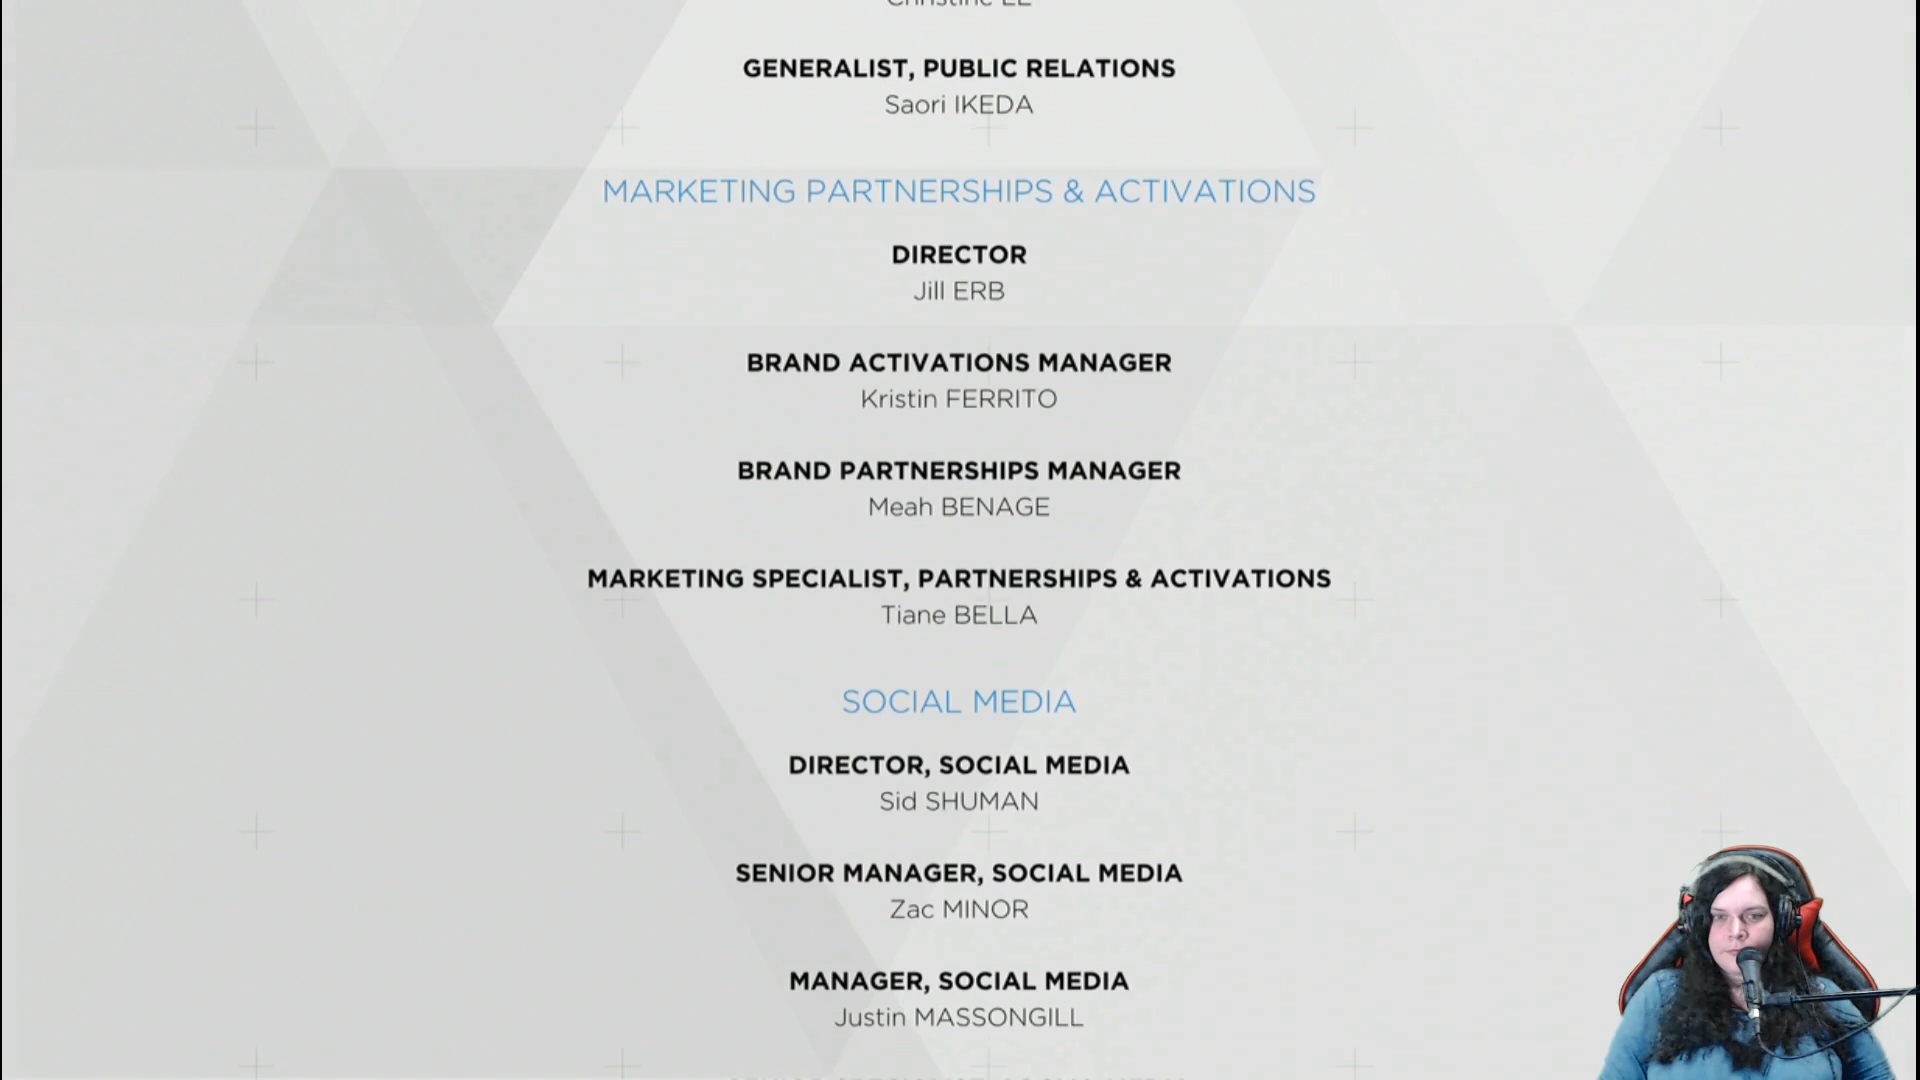 GENERALIST, PUBLIC RELATIONS
Saori IKEDA
MARKETING PARTNERSHIPS & ACTIVATIONS
DIRECTOR
Jill ERB
BRAND ACTIVATIONS MANAGER
Kristin FERRITO
BRAND PARTNERSHIPS MANAGER
Meah BENAGE
MARKETING SPECIALIST, PARTNERSHIPS & ACTIVATIONS
Tiane BELLA
SOCIAL MEDIA
DIRECTOR, SOCIAL MEDIA
Sid SHUMAN
SENIOR MANAGER, SOCIAL MEDIA
Zac MINOR
MANAGER, SOCIAL MEDIA
Justin MASSONGILL